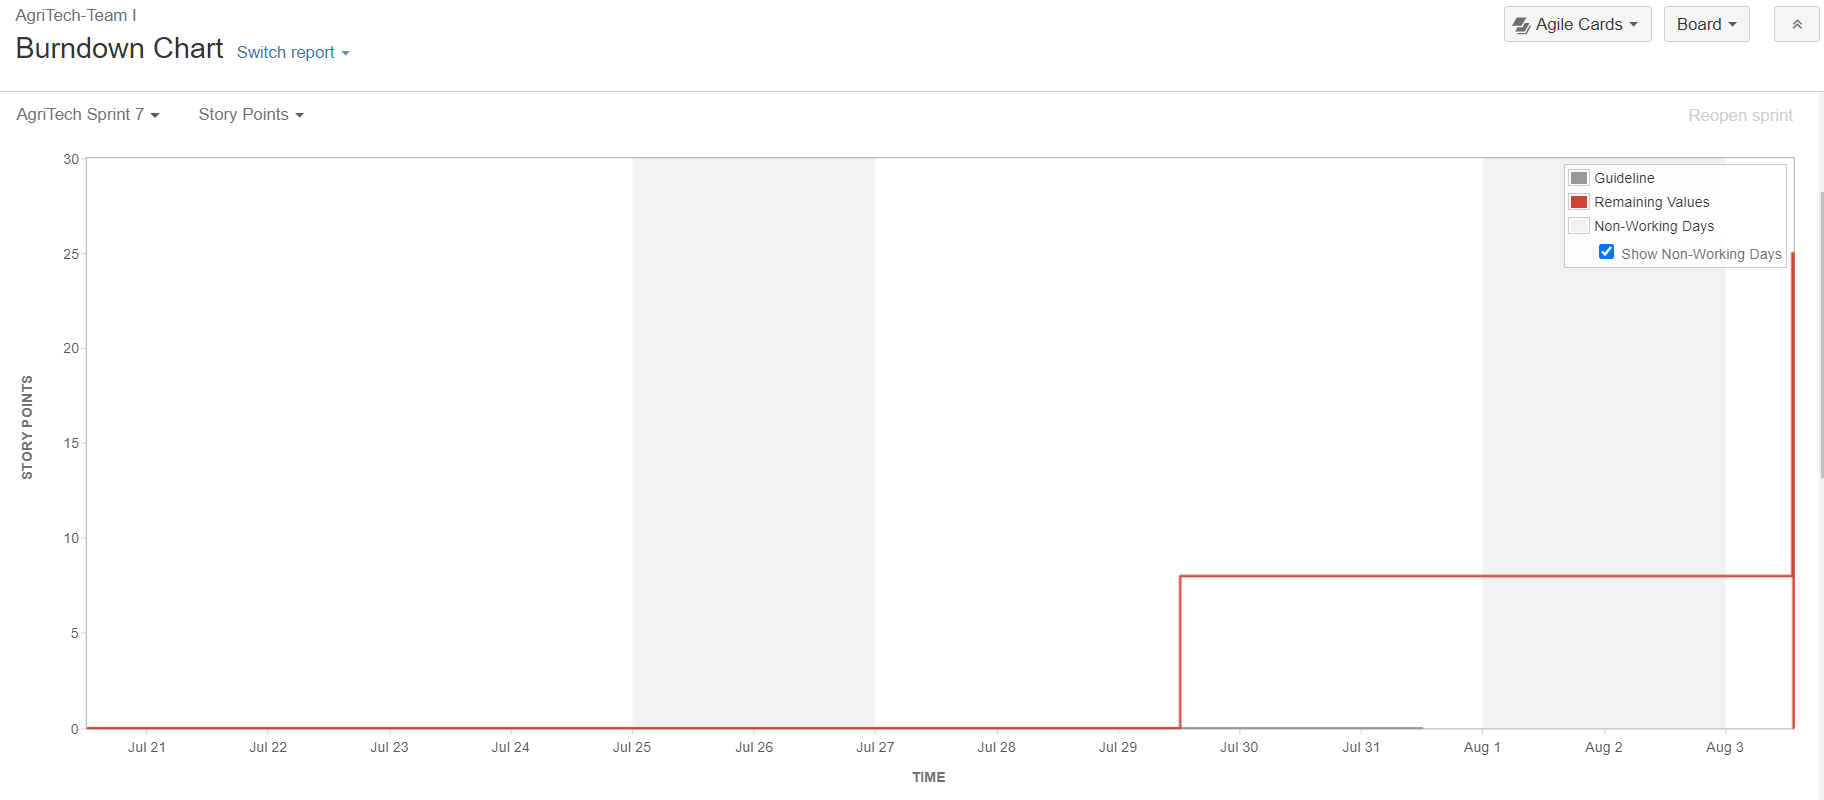 AgriTech-Team I
Burndown Chart Switch report
Agile Cards Board
AgriTech Sprint 7 Story Points Reopen sprint
30
25
20
15
10
5
0
STORY POINTS
Guideline
Remaining Values
Non-Working Days
Show Non-Working Days
Jul 21 Jul 22 Jul 23 Jul 24 Jul 25 Jul 26 Jul 27 Jul 28 Jul 29 Jul 30 Jul 31 Aug 1 Aug 2 Aug 3
TIME